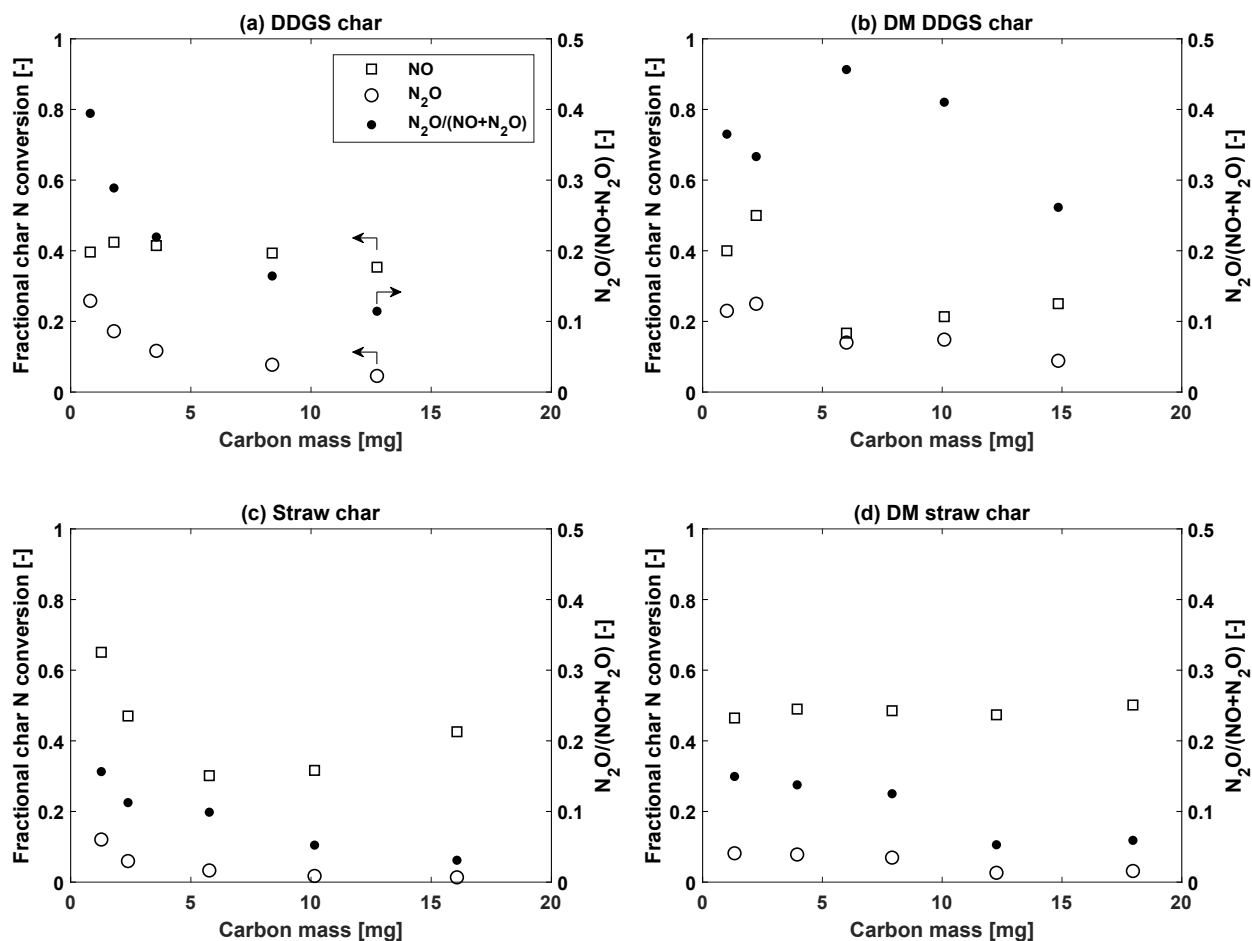 (a) DDGS char
Fractional char N conversion [-]
1
0.8
0.6
0.4
0.2
0
0.5
0.4
0.3
0.2
0.1
0
N₂O/(NO+N₂O) [-]
NO
N₂O
N₂O/(NO+N₂O)
0 5 10 15 20
Carbon mass [mg]
(b) DM DDGS char
Fractional char N conversion [-]
1
0.8
0.6
0.4
0.2
0
0.5
0.4
0.3
0.2
0.1
0
N₂O/(NO+N₂O) [-]
0 5 10 15 20
Carbon mass [mg]
(c) Straw char
Fractional char N conversion [-]
1
0.8
0.6
0.4
0.2
0
0.5
0.4
0.3
0.2
0.1
0
N₂O/(NO+N₂O) [-]
0 5 10 15 20
Carbon mass [mg]
(d) DM straw char
Fractional char N conversion [-]
1
0.8
0.6
0.4
0.2
0
0.5
0.4
0.3
0.2
0.1
0
N₂O/(NO+N₂O) [-]
0 5 10 15 20
Carbon mass [mg]